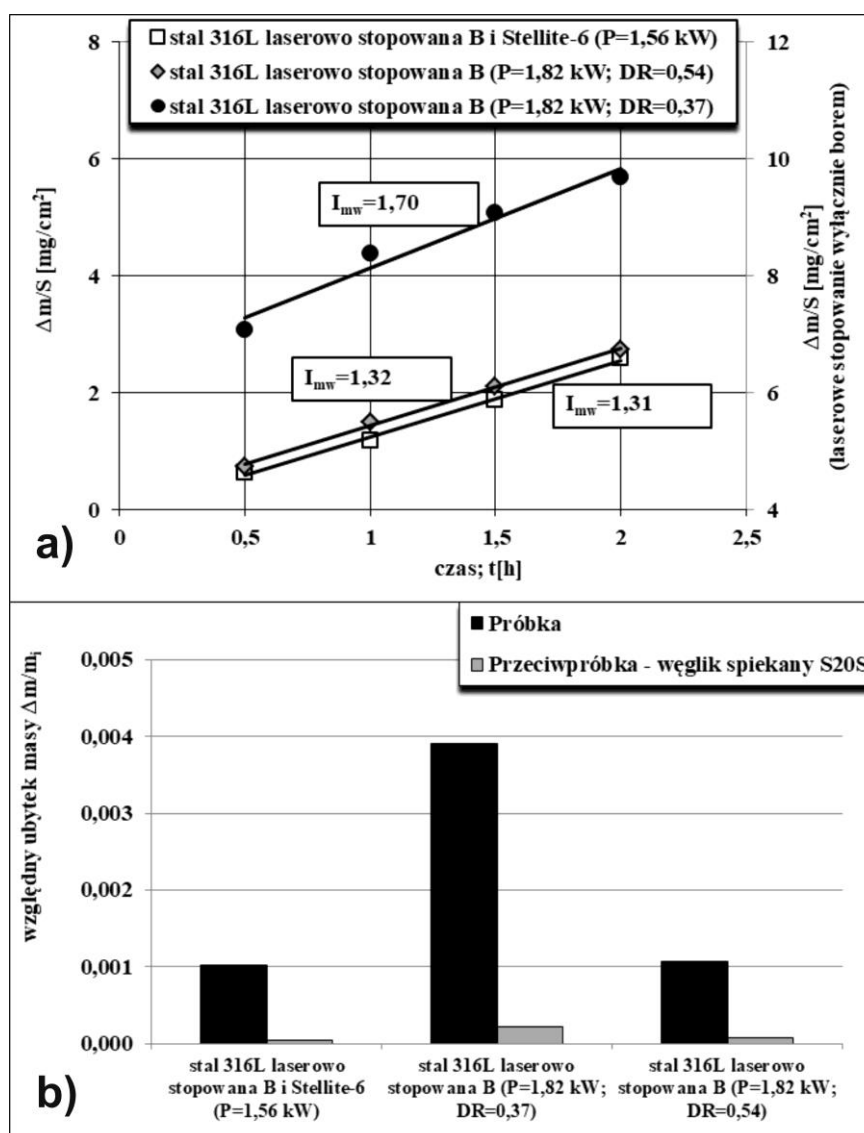 stal 316L laserowo stopowana B i Stellite-6 (P=1,56 kW)
stal 316L laserowo stopowana B (P=1,82 kW; DR=0,54)
stal 316L laserowo stopowana B (P=1,82 kW; DR=0,37)
8
6
4
2
0
Δm/S [mg/cm²]
12
10
8
6
4
Δm/S [mg/cm²]
(laserowe stopowanie wyłącznie borem)
I_mw=1,70
I_mw=1,32
I_mw=1,31
0
0,5
1
1,5
2
2,5
czas; t[h]
a)
Próbka
Przeciwpróbka - węglik spiekany S20S
0,005
0,004
0,003
0,002
0,001
0,000
względny ubytek masy Δm/m_i
stal 316L laserowo
stopowana B i Stellite-6
(P=1,56 kW)
stal 316L laserowo
stopowana B (P=1,82 kW;
DR=0,37)
stal 316L laserowo
stopowana B (P=1,82 kW;
DR=0,54)
b)